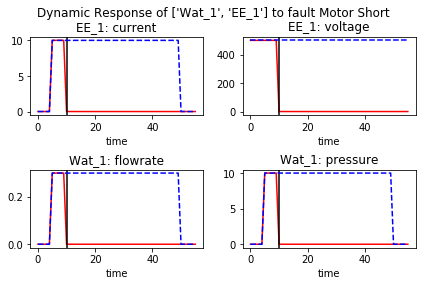 Dynamic Response of ['Wat_1', 'EE_1'] to fault Motor Short
EE_1: current
EE_1: voltage
10
5
0
0
20
40
time
400
200
0
0
20
40
time
Wat_1: flowrate
Wat_1: pressure
0.2
0.0
0
20
40
time
10
5
0
0
20
40
time